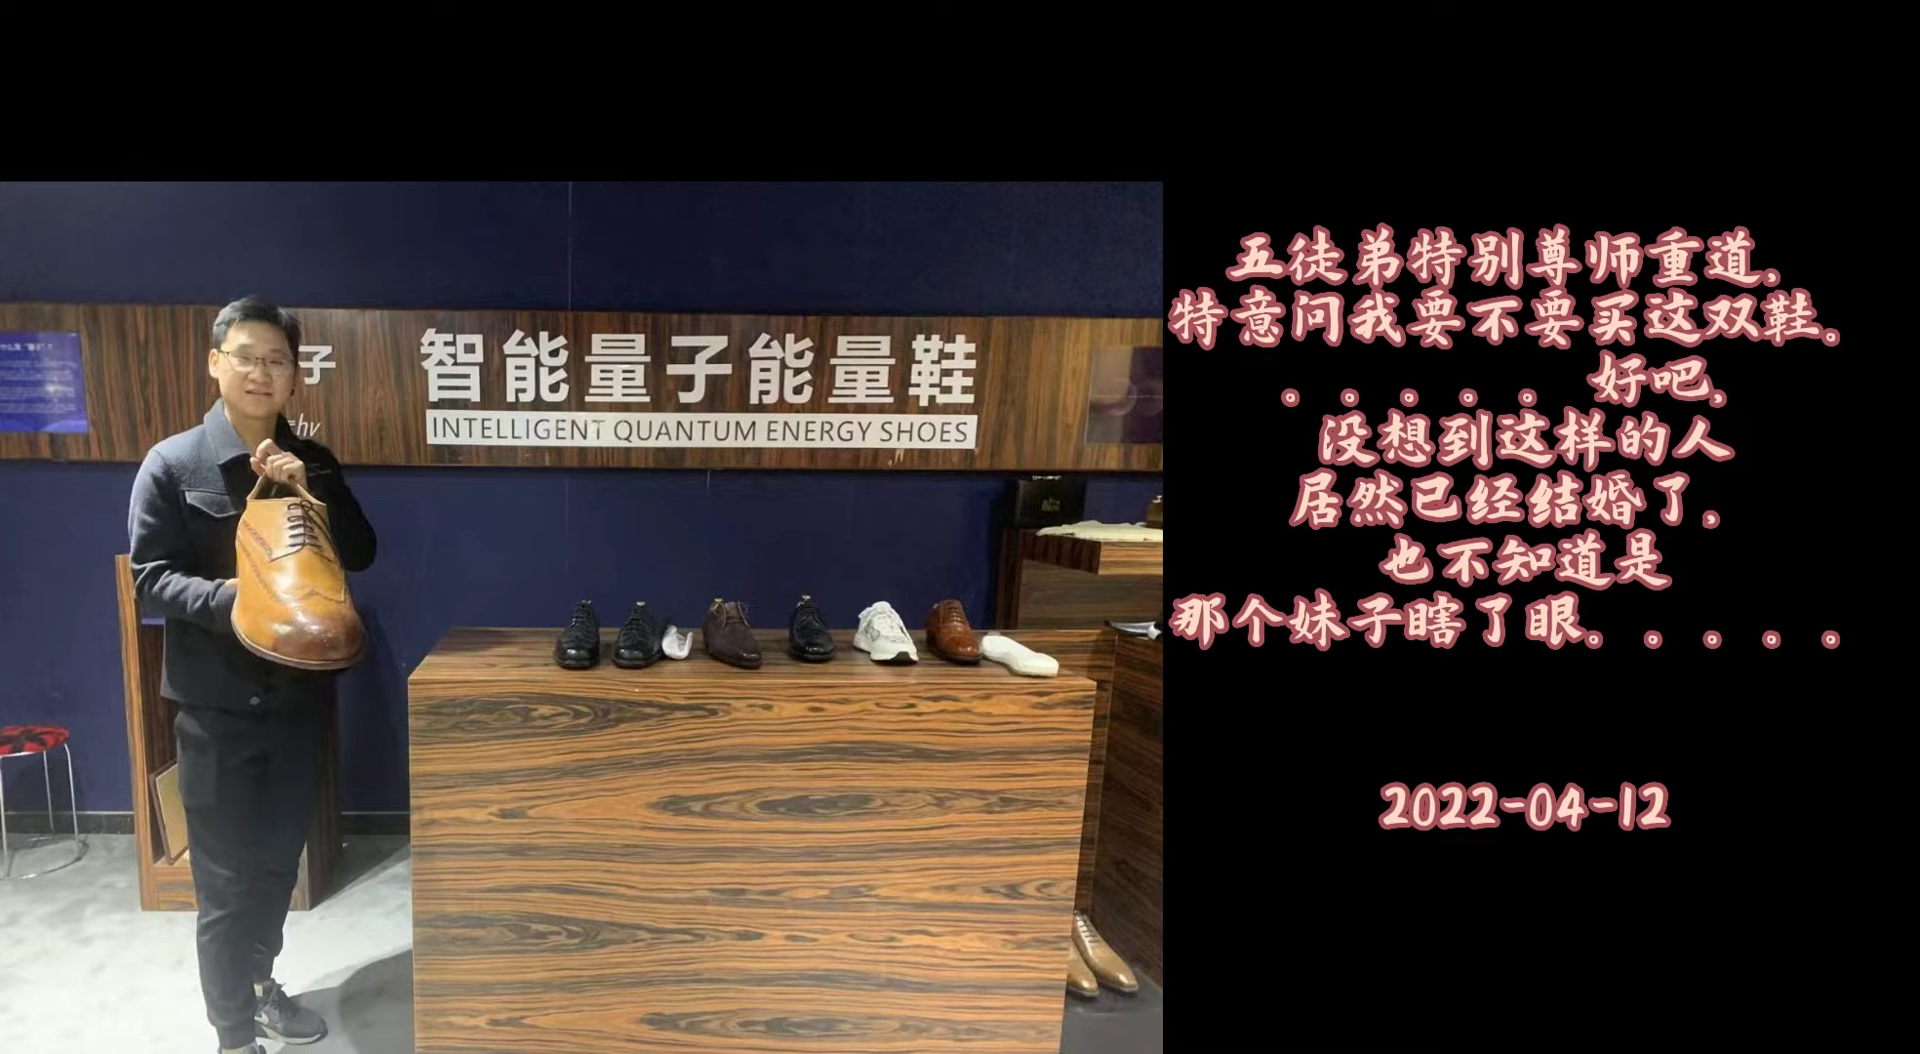 子
=hν
智能量子能量鞋
INTELLIGENT QUANTUM ENERGY SHOES
五徒弟特别尊师重道,
特意问我要不要买这双鞋。
。。。。。好吧,
没想到这样的人
居然已经结婚了,
也不知道是
那个妹子瞎了眼。。。。。
2022-04-12